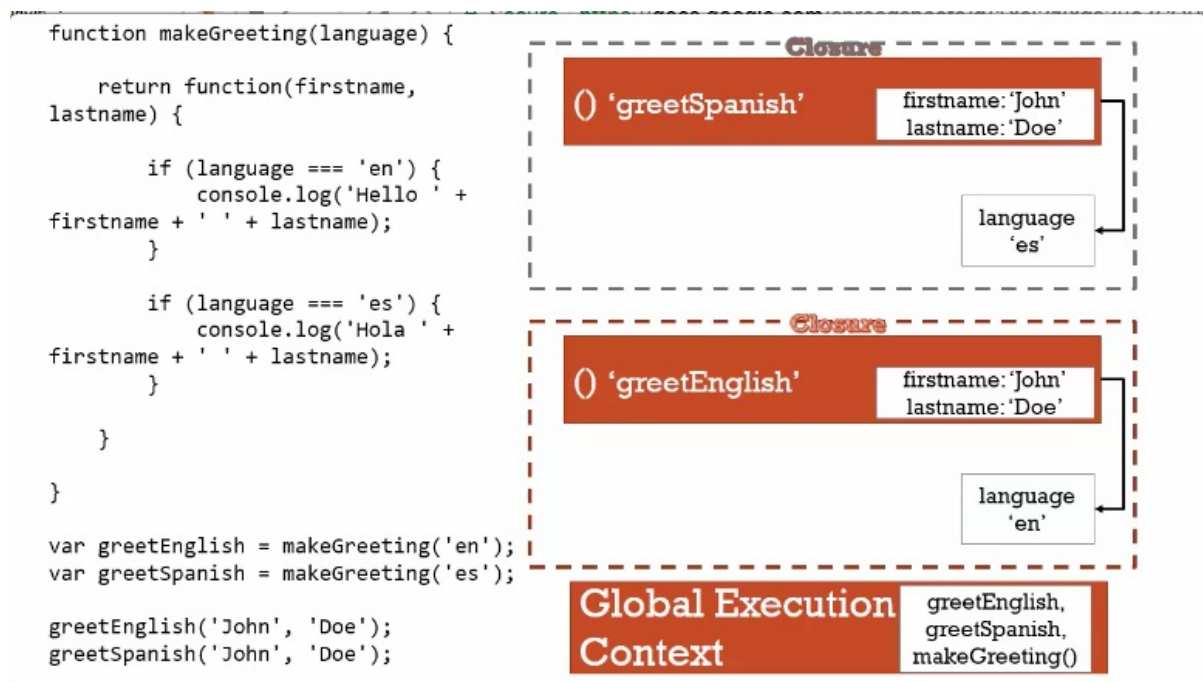 function makeGreeting(language) {
return function(firstname,
lastname) {
if (language === 'en') {
console.log('Hello ' +
firstname + ' ' + lastname);
}
if (language === 'es') {
console.log('Hola ' +
firstname + ' ' + lastname);
}
}
}
var greetEnglish = makeGreeting('en');
var greetSpanish = makeGreeting('es');
greetEnglish('John', 'Doe');
greetSpanish('John', 'Doe');
Closure
() ‘greetSpanish’
firstname: ‘John’
lastname: ‘Doe’
language
‘es’
Closure
() ‘greetEnglish’
firstname: ‘John’
lastname: ‘Doe’
language
‘en’
Global Execution
Context
greetEnglish,
greetSpanish,
makeGreeting()